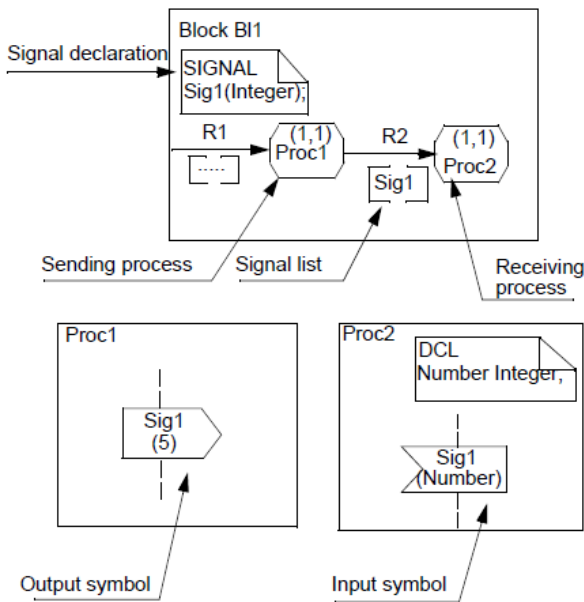 Block BI1
Signal declaration
SIGNAL
Sig1(Integer);
R1
(1,1)
Proc1
R2
(1,1)
Proc2
.....
Sig1
Sending process
Signal list
Receiving
process
Proc1
Sig1
(5)
Output symbol
Proc2
DCL
Number Integer,
Sig1
(Number)
Input symbol